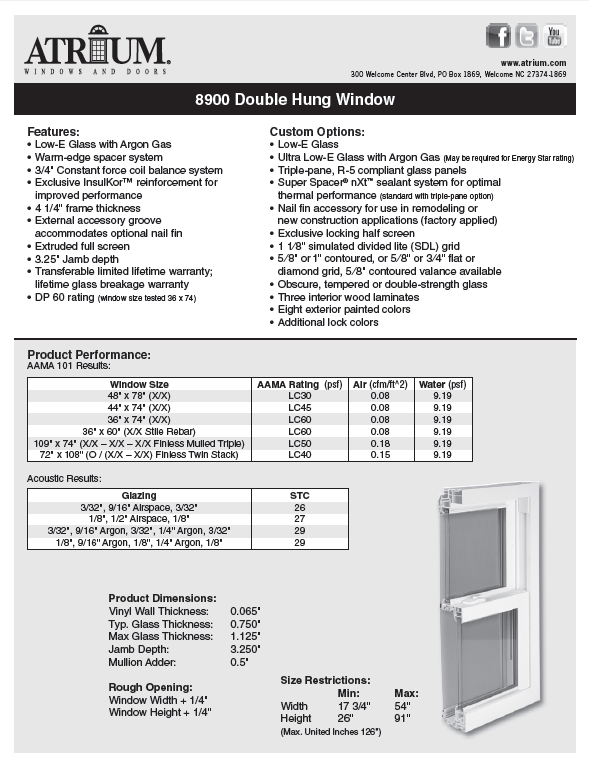 ATRIUM.
WINDOWS AND DOORS
f t You Tube
www.atrium.com
300 Welcome Center Blvd, PO Box 1869, Welcome NC 27374-1869
8900 Double Hung Window
Features:
• Low-E Glass with Argon Gas
• Warm-edge spacer system
• 3/4" Constant force coil balance system
• Exclusive InsulKor™ reinforcement for
improved performance
• 4 1/4" frame thickness
• External accessory groove
accommodates optional nail fin
• Extruded full screen
• 3.25" Jamb depth
• Transferable limited lifetime warranty;
lifetime glass breakage warranty
• DP 60 rating (window size tested 36 x 74)
Custom Options:
• Low-E Glass
• Ultra Low-E Glass with Argon Gas (May be required for Energy Star rating)
• Triple-pane, R-5 compliant glass panels
• Super Spacer® nXt™ sealant system for optimal
thermal performance (standard with triple-pane option)
• Nail fin accessory for use in remodeling or
new construction applications (factory applied)
• Exclusive locking half screen
• 1 1/8" simulated divided lite (SDL) grid
• 5/8" or 1" contoured, or 5/8" or 3/4" flat or
diamond grid, 5/8" contoured valance available
• Obscure, tempered or double-strength glass
• Three interior wood laminates
• Eight exterior painted colors
• Additional lock colors
Product Performance:
AAMA 101 Results:
Window Size AAMA Rating (psf) Air (cfm/ft^2) Water (psf)
48" x 78" (X/X) LC30 0.08 9.19
44" x 74" (X/X) LC45 0.08 9.19
36" x 74" (X/X) LC60 0.08 9.19
36" x 60" (X/X Stile Rebar) LC60 0.08 9.19
109" x 74" (X/X – X/X – X/X Finless Mulled Triple) LC50 0.18 9.19
72" x 108" (O / (X/X – X/X) Finless Twin Stack) LC40 0.15 9.19
Acoustic Results:
Glazing STC
3/32", 9/16" Airspace, 3/32" 26
1/8", 1/2" Airspace, 1/8" 27
3/32", 9/16" Argon, 3/32", 1/4" Argon, 3/32" 29
1/8", 9/16" Argon, 1/8", 1/4" Argon, 1/8" 29
Product Dimensions:
Vinyl Wall Thickness: 0.065"
Typ. Glass Thickness: 0.750"
Max Glass Thickness: 1.125"
Jamb Depth: 3.250"
Mullion Adder: 0.5"
Rough Opening:
Window Width + 1/4"
Window Height + 1/4"
Size Restrictions:
Min: Max:
Width 17 3/4" 54"
Height 26" 91"
(Max. United Inches 126")